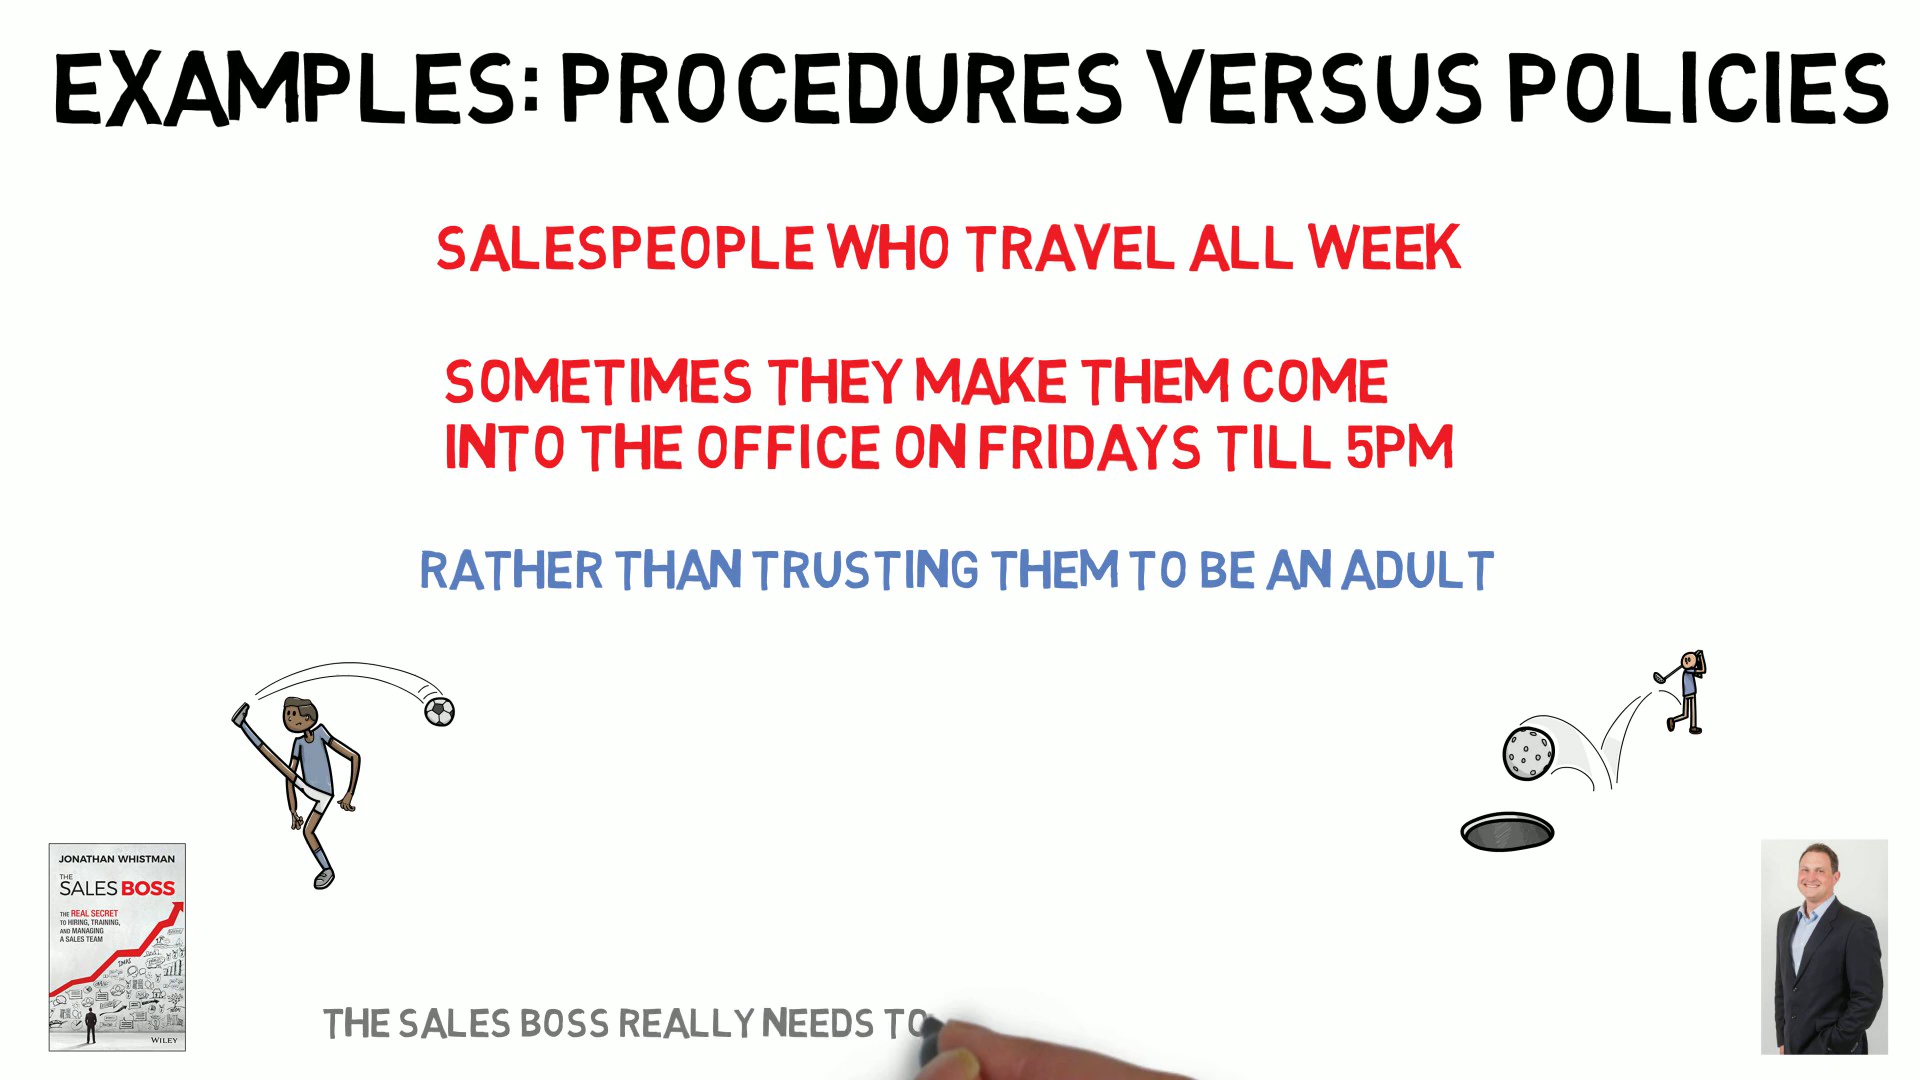 EXAMPLES: PROCEDURES VERSUS POLICIES
SALESPEOPLE WHO TRAVEL ALL WEEK
SOMETIMES THEY MAKE THEM COME
INTO THE OFFICE ON FRIDAYS TILL 5PM
RATHER THAN TRUSTING THEM TO BE AN ADULT
JONATHAN WHISTMAN
THE
SALES BOSS
THE REAL SECRET
TO HIRING, TRAINING,
AND MANAGING
A SALES TEAM
WILEY
THE SALES BOSS REALLY NEEDS TO